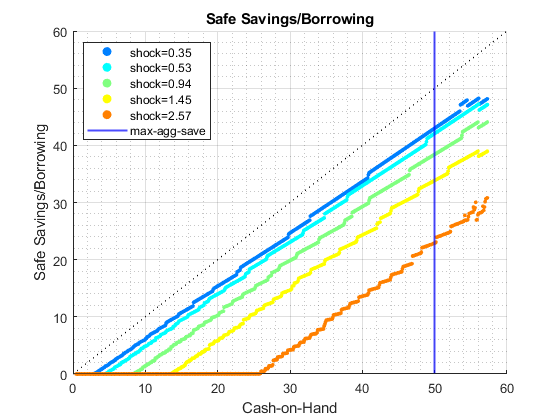 Safe Savings/Borrowing
60
50
40
30
20
10
0
Safe Savings/Borrowing
shock=0.35
shock=0.53
shock=0.94
shock=1.45
shock=2.57
max-agg-save
0 10 20 30 40 50 60
Cash-on-Hand